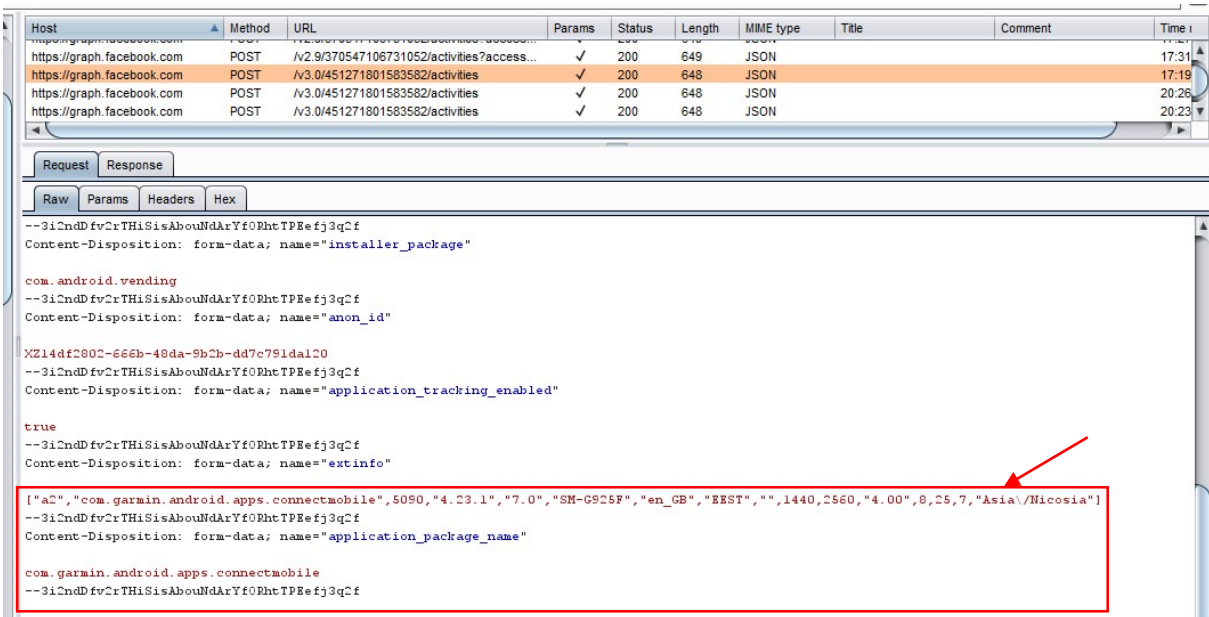 Host Method URL Params Status Length MIME type Title Comment Time
https://graph.facebook.com POST /v2.9/370547106731052/activities?access... ✓ 200 649 JSON 17:31
https://graph.facebook.com POST /v3.0/451271801583582/activities ✓ 200 648 JSON 17:19
https://graph.facebook.com POST /v3.0/451271801583582/activities ✓ 200 648 JSON 20:26
https://graph.facebook.com POST /v3.0/451271801583582/activities ✓ 200 648 JSON 20:23
Request Response
Raw Params Headers Hex
--3i2ndDfv2rTHiSisAbouNdArYfORhtTPEefj3q2f
Content-Disposition: form-data; name="installer_package"
com.android.vending
--3i2ndDfv2rTHiSisAbouNdArYfORhtTPEefj3q2f
Content-Disposition: form-data; name="anon_id"
XZ14df2802-666b-48da-9b2b-dd7c791da120
--3i2ndDfv2rTHiSisAbouNdArYfORhtTPEefj3q2f
Content-Disposition: form-data; name="application_tracking_enabled"
true
--3i2ndDfv2rTHiSisAbouNdArYfORhtTPEefj3q2f
Content-Disposition: form-data; name="extinfo"
["a2","com.garmin.android.apps.connectmobile",5090,"4.23.1","7.0","SM-G925F","en_GB","EEST","",1440,2560,"4.00",8,25,7,"Asia\/Nicosia"]
--3i2ndDfv2rTHiSisAbouNdArYfORhtTPEefj3q2f
Content-Disposition: form-data; name="application_package_name"
com.garmin.android.apps.connectmobile
--3i2ndDfv2rTHiSisAbouNdArYfORhtTPEefj3q2f